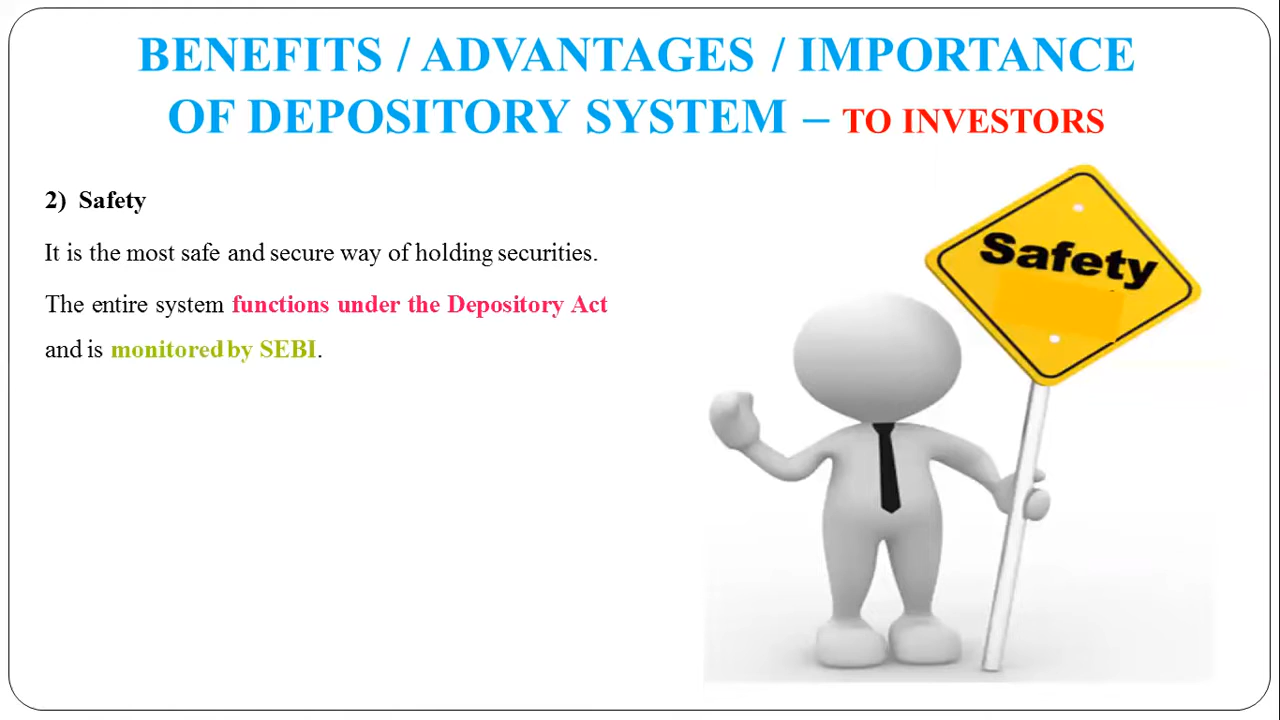 BENEFITS / ADVANTAGES / IMPORTANCE
OF DEPOSITORY SYSTEM – TO INVESTORS
2) Safety
It is the most safe and secure way of holding securities.
The entire system functions under the Depository Act
and is monitored by SEBI.
Safety